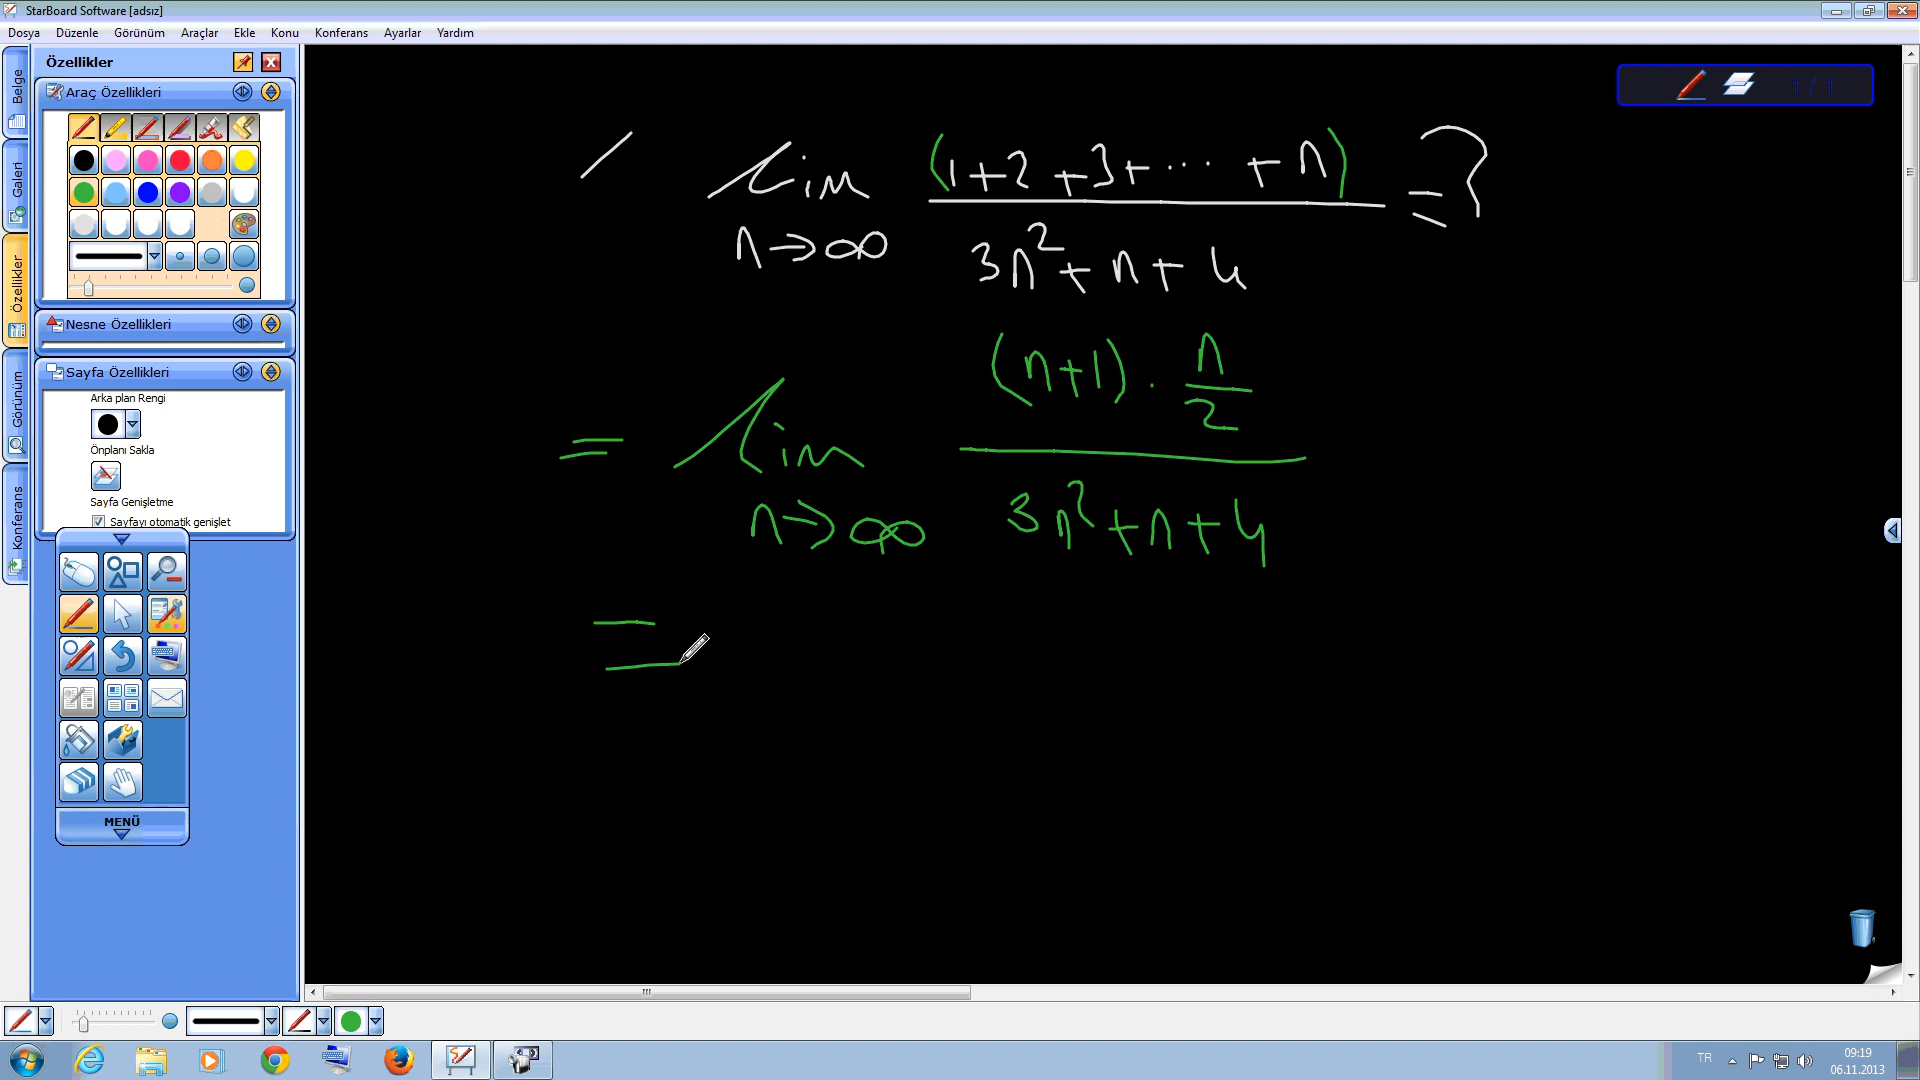 StarBoard Software [adsız]
Dosya Düzenle Görünüm Araçlar Ekle Konu Konferans Ayarlar Yardım
Belge
Galeri
Özellikler
Görünüm
Konferans
Özellikler
Araç Özellikleri
Nesne Özellikleri
Sayfa Özellikleri
Arka plan Rengi
Önplanı Sakla
Sayfa Genişletme
Sayfayı otomatik genişlet
MENÜ
1 / 1
lim (1+2+3+... +n) = ?
n→∞ 3n²+n+4
= lim (n+1) . n/2
n→∞ 3n²+n+4
=
TR
09:19
06.11.2013